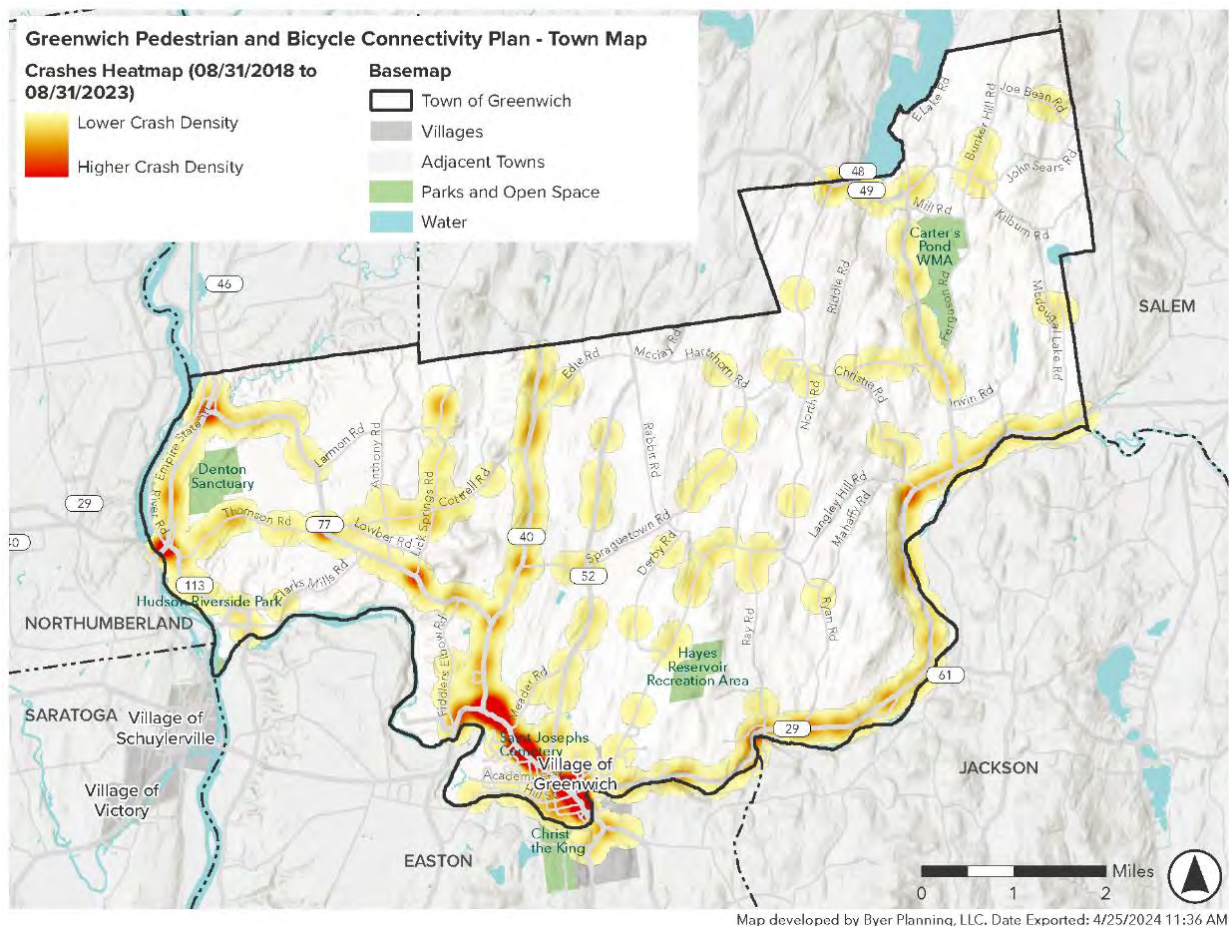 Greenwich Pedestrian and Bicycle Connectivity Plan - Town Map
Crashes Heatmap (08/31/2018 to
08/31/2023)
Lower Crash Density
Higher Crash Density
Basemap
Town of Greenwich
Villages
Adjacent Towns
Parks and Open Space
Water
E Lake Rd
Joe Bean Rd
Bunker Hill Rd
John Sears Rd
48
49
Mill Rd
Kilburn Rd
Carter's
Pond
WMA
Ferguson Rd
Mcdougal Lake Rd
SALEM
46
Riddle Rd
Edie Rd
Mcclay Rd
Hartshorn Rd
Christie Rd
North Rd
Irwin Rd
Empire State
Larmon Rd
Anthony Rd
Denton
Sanctuary
River Rd
Lick Springs Rd
Cottrell Rd
Rabbit Rd
29
Thomson Rd
77
Lowber Rd
40
Spraguetown Rd
Derby Rd
Langley Hill Rd
Mahaffy Rd
52
113
Clarks Mills Rd
Hudson Riverside Park
NORTHUMBERLAND
Fiddlers Elbow Rd
Meader Rd
Hayes
Reservoir
Recreation Area
Ray Rd
Ryan Rd
61
29
SARATOGA
Village of
Schuylerville
Saint Josephs
Cemetery
Village of
Greenwich
Academ
Hill
Village of
Victory
JACKSON
Christ
the King
EASTON
Miles
0 1 2
Map developed by Byer Planning, LLC. Date Exported: 4/25/2024 11:36 AM